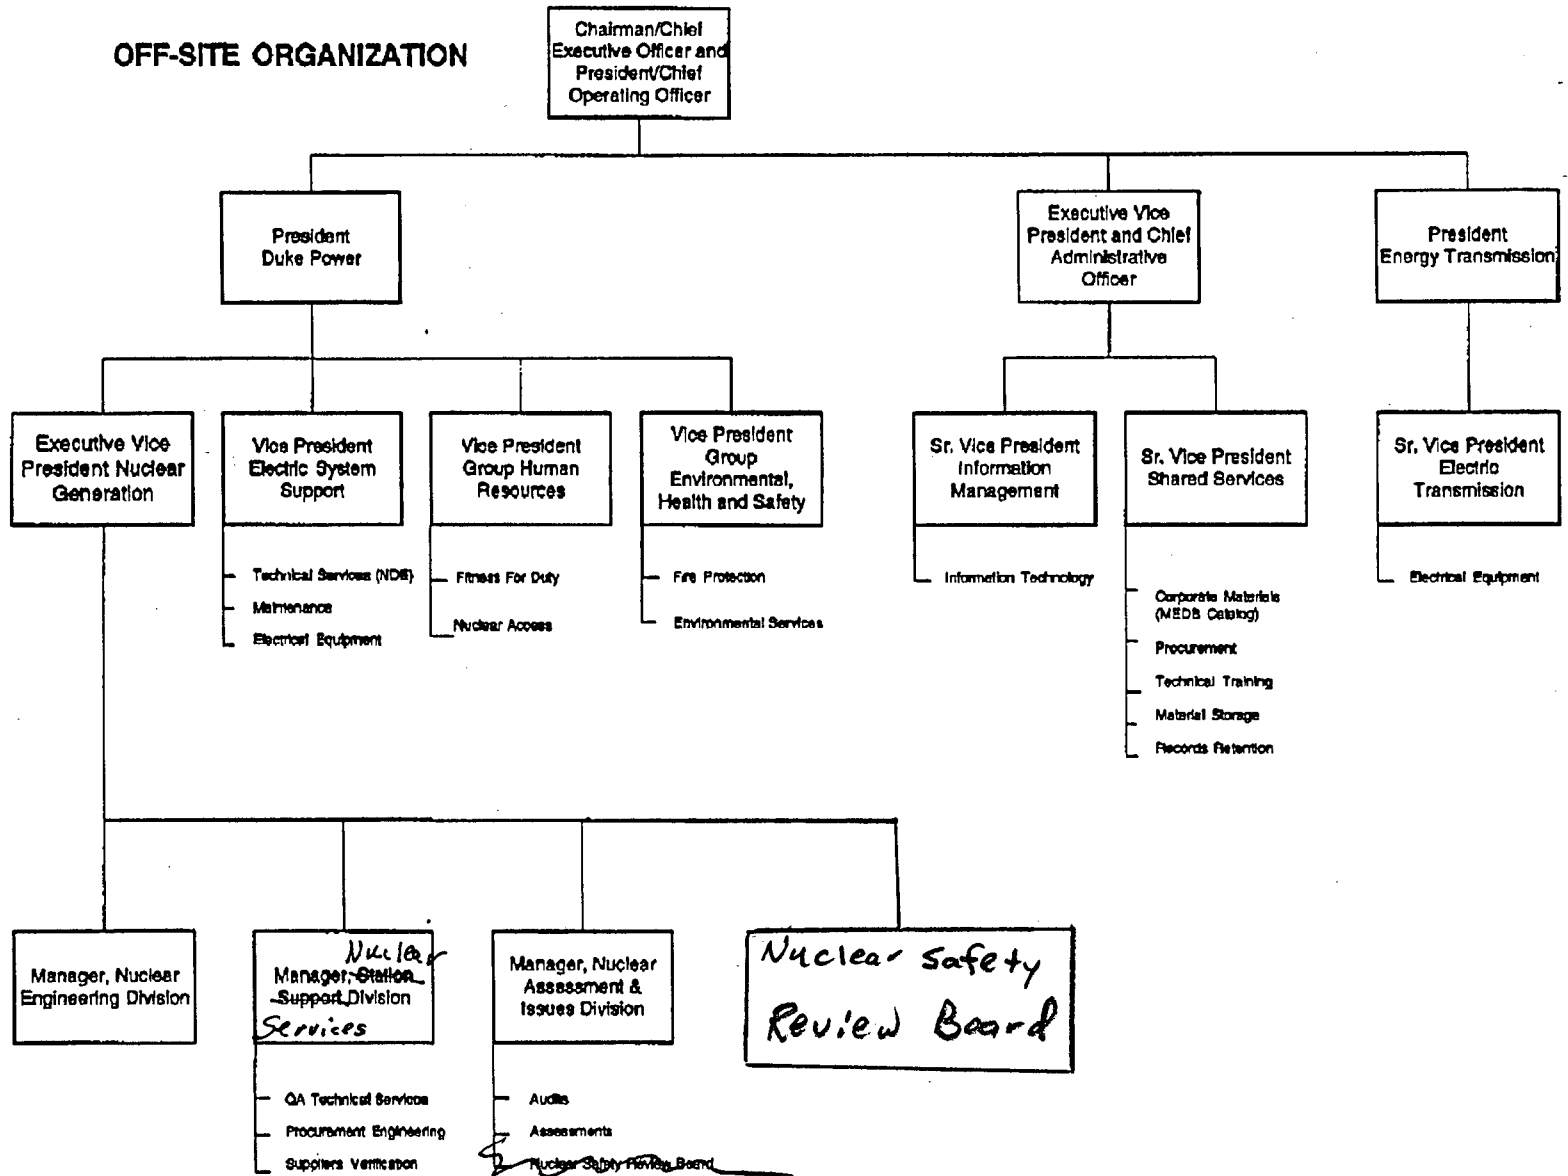 OFF-SITE ORGANIZATION
Chairman/Chief
Executive Officer and
President/Chief
Operating Officer
President
Duke Power
Executive Vice
President and Chief
Administrative
Officer
President
Energy Transmission
Executive Vice
President Nuclear
Generation
Vice President
Electric System
Support
Vice President
Group Human
Resources
Vice President
Group
Environmental,
Health and Safety
Sr. Vice President
Information
Management
Sr. Vice President
Shared Services
Sr. Vice President
Electric
Transmission
Technical Services (NDE)
Maintenance
Electrical Equipment
Fitness For Duty
Nuclear Access
Fire Protection
Environmental Services
Information Technology
Corporate Materials
(MEDB Catalog)
Procurement
Technical Training
Material Storage
Records Retention
Electrical Equipment
Manager, Nuclear
Engineering Division
Nuclear
Manager, Station
Support Division
Services
Manager, Nuclear
Assessment &
Issues Division
Nuclear Safety
Review Board
QA Technical Services
Procurement Engineering
Suppliers Verification
Audits
Assessments
Nuclear Safety Review Board